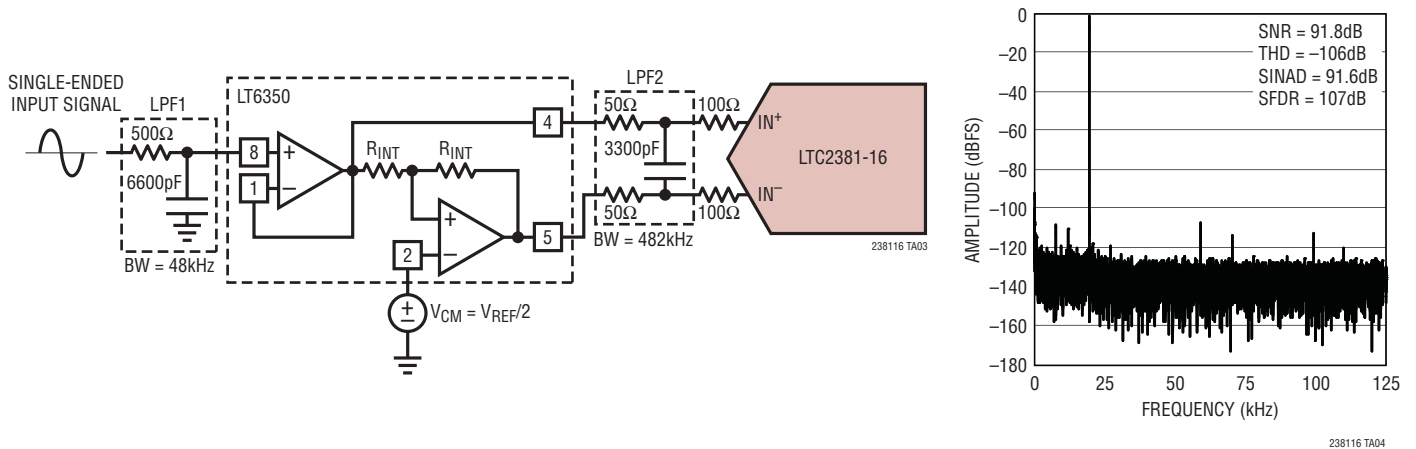 SINGLE-ENDED
INPUT SIGNAL
LPF1
500Ω
6600pF
BW = 48kHz
LT6350
8
1
+
−
RINT
RINT
+
−
2
4
5
+
−
VCM = VREF/2
LPF2
50Ω
3300pF
50Ω
BW = 482kHz
100Ω
100Ω
IN+
IN−
LTC2381-16
238116 TA03
SNR = 91.8dB
THD = –106dB
SINAD = 91.6dB
SFDR = 107dB
AMPLITUDE (dBFS)
0
–20
–40
–60
–80
–100
–120
–140
–160
–180
0
25
50
75
100
125
FREQUENCY (kHz)
238116 TA04